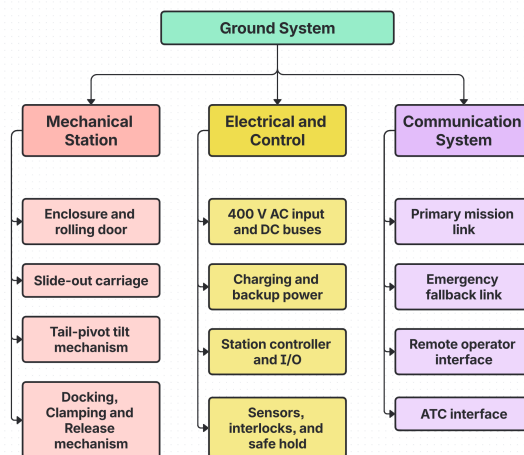 Ground System
Mechanical
Station
Electrical and
Control
Communication
System
Enclosure and
rolling door
400 V AC input
and DC buses
Primary mission
link
Slide-out carriage
Charging and
backup power
Emergency
fallback link
Tail-pivot tilt
mechanism
Station controller
and I/O
Remote operator
interface
Docking,
Clamping and
Release
mechanism
Sensors,
interlocks, and
safe hold
ATC interface